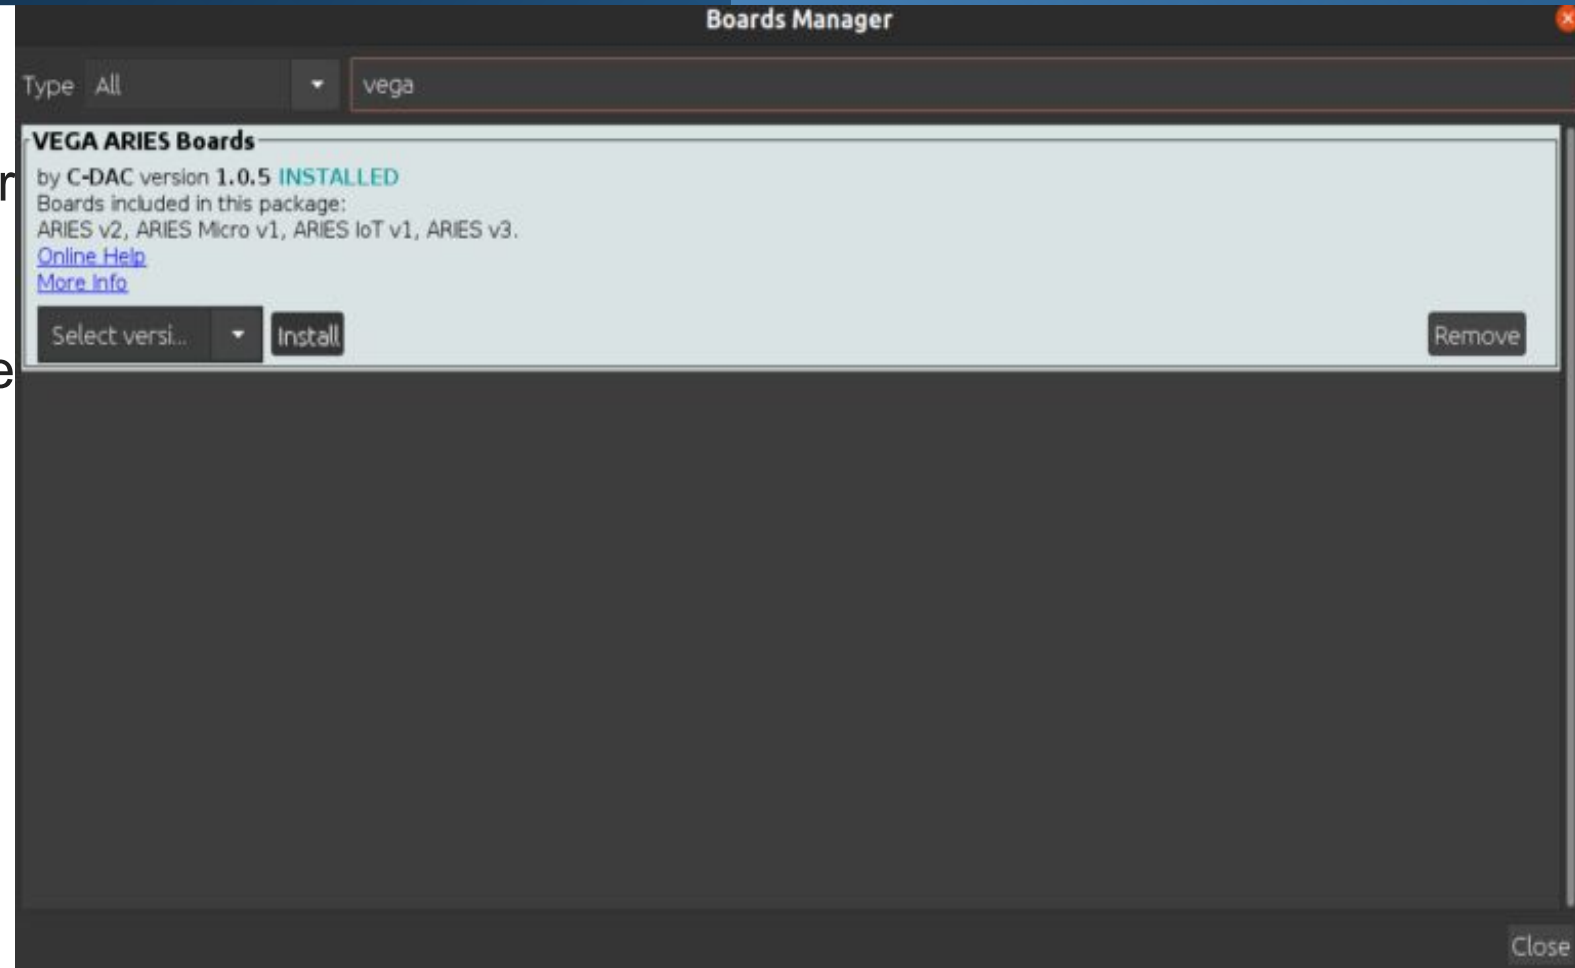 Boards Manager
Type All vega
VEGA ARIES Boards
by C-DAC version 1.0.5 INSTALLED
r
Boards included in this package:
ARIES v2, ARIES Micro v1, ARIES IoT v1, ARIES v3.
Online Help
More Info
Select versi... Install Remove
e
Close